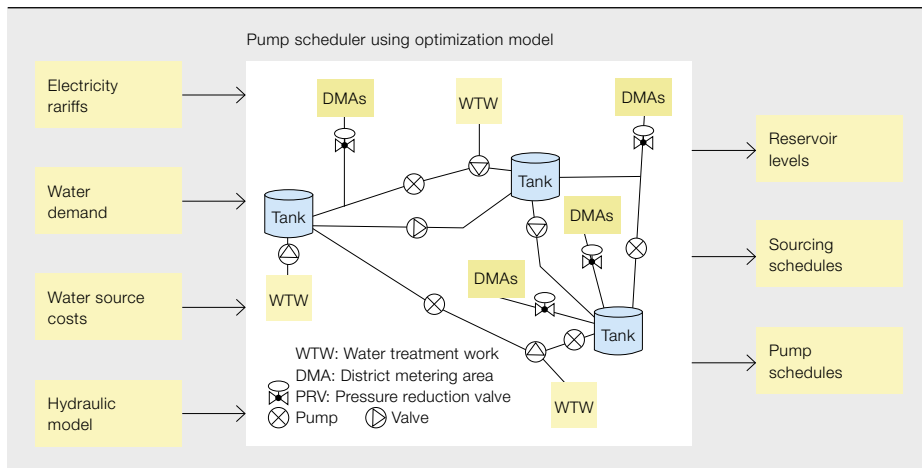 Pump scheduler using optimization model
Electricity
rariffs
Water
demand
Water source
costs
Hydraulic
model
DMAs
WTW
DMAs
Tank
Tank
DMAs
WTW
DMAs
Tank
WTW
WTW: Water treatment work
DMA: District metering area
PRV: Pressure reduction valve
Pump
Valve
Reservoir
levels
Sourcing
schedules
Pump
schedules